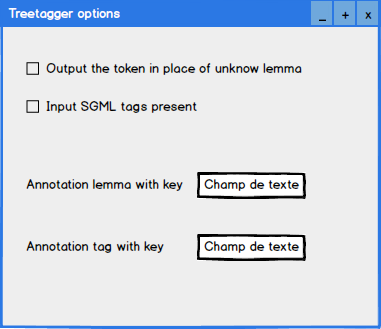 Treetagger options
_ + x
Output the token in place of unknow lemma
Input SGML tags present
Annotation lemma with key Champ de texte
Annotation tag with key Champ de texte